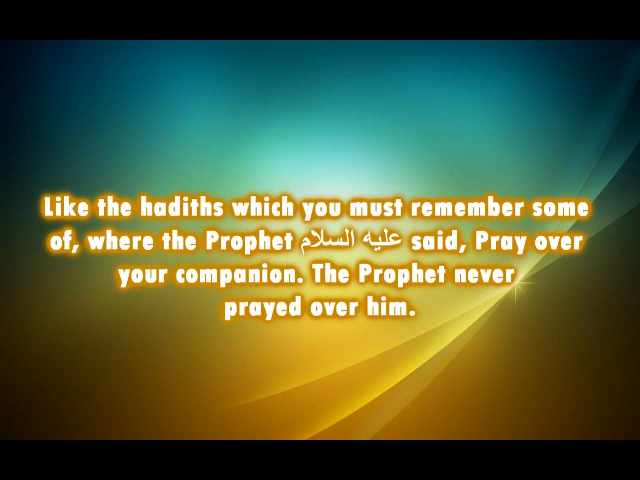 Like the hadiths which you must remember some
of, where the Prophet عليه السلام said, Pray over
your companion. The Prophet never
prayed over him.